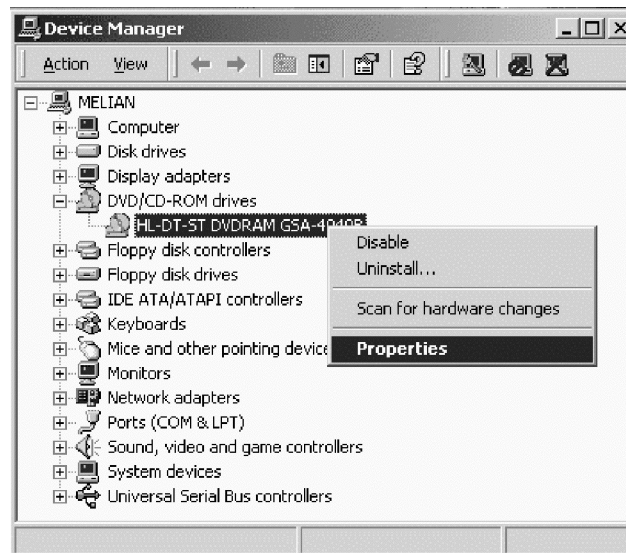 Device Manager
Action View
MELIAN
Computer
Disk drives
Display adapters
DVD/CD-ROM drives
HL-DT-ST DVDRAM GSA-4040B
Disable
Floppy disk controllers
Uninstall...
Floppy disk drives
IDE ATA/ATAPI controllers
Scan for hardware changes
Keyboards
Mice and other pointing device
Properties
Monitors
Network adapters
Ports (COM & LPT)
Sound, video and game controllers
System devices
Universal Serial Bus controllers